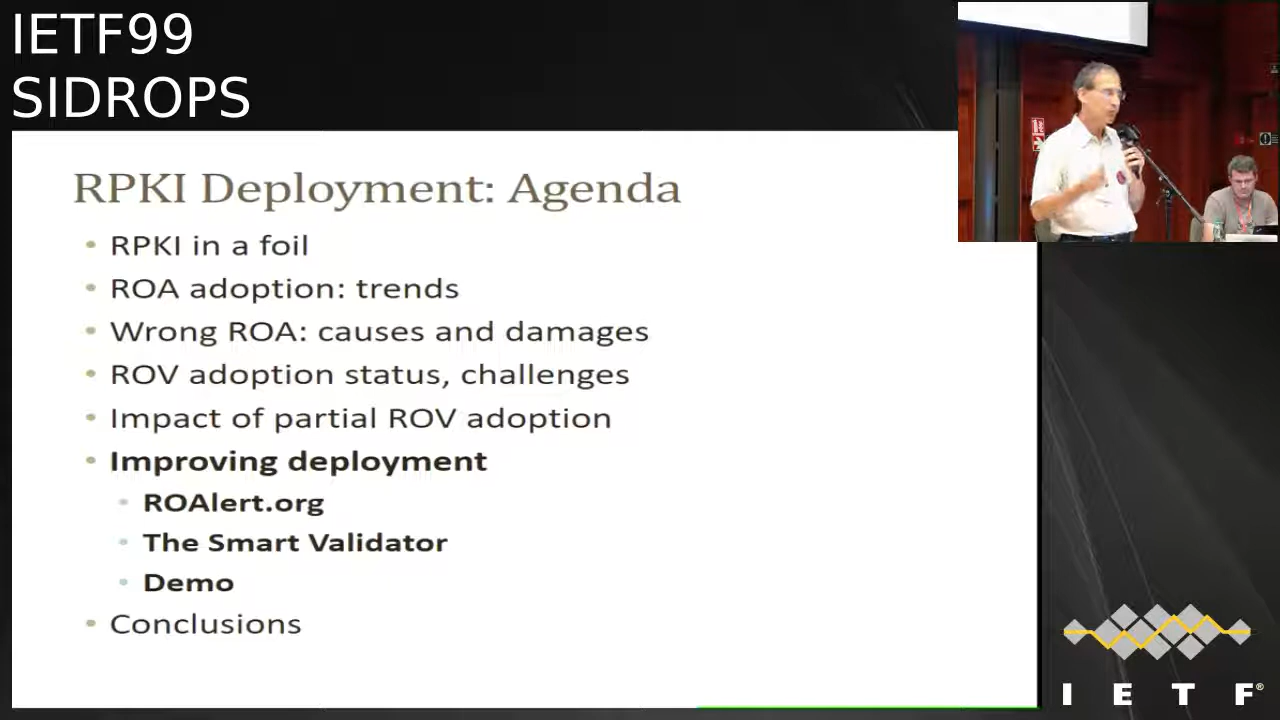 IETF99
SIDROPS
RPKI Deployment: Agenda
• RPKI in a foil
• ROA adoption: trends
• Wrong ROA: causes and damages
• ROV adoption status, challenges
• Impact of partial ROV adoption
• Improving deployment
• ROAlert.org
• The Smart Validator
• Demo
• Conclusions
I E T F®